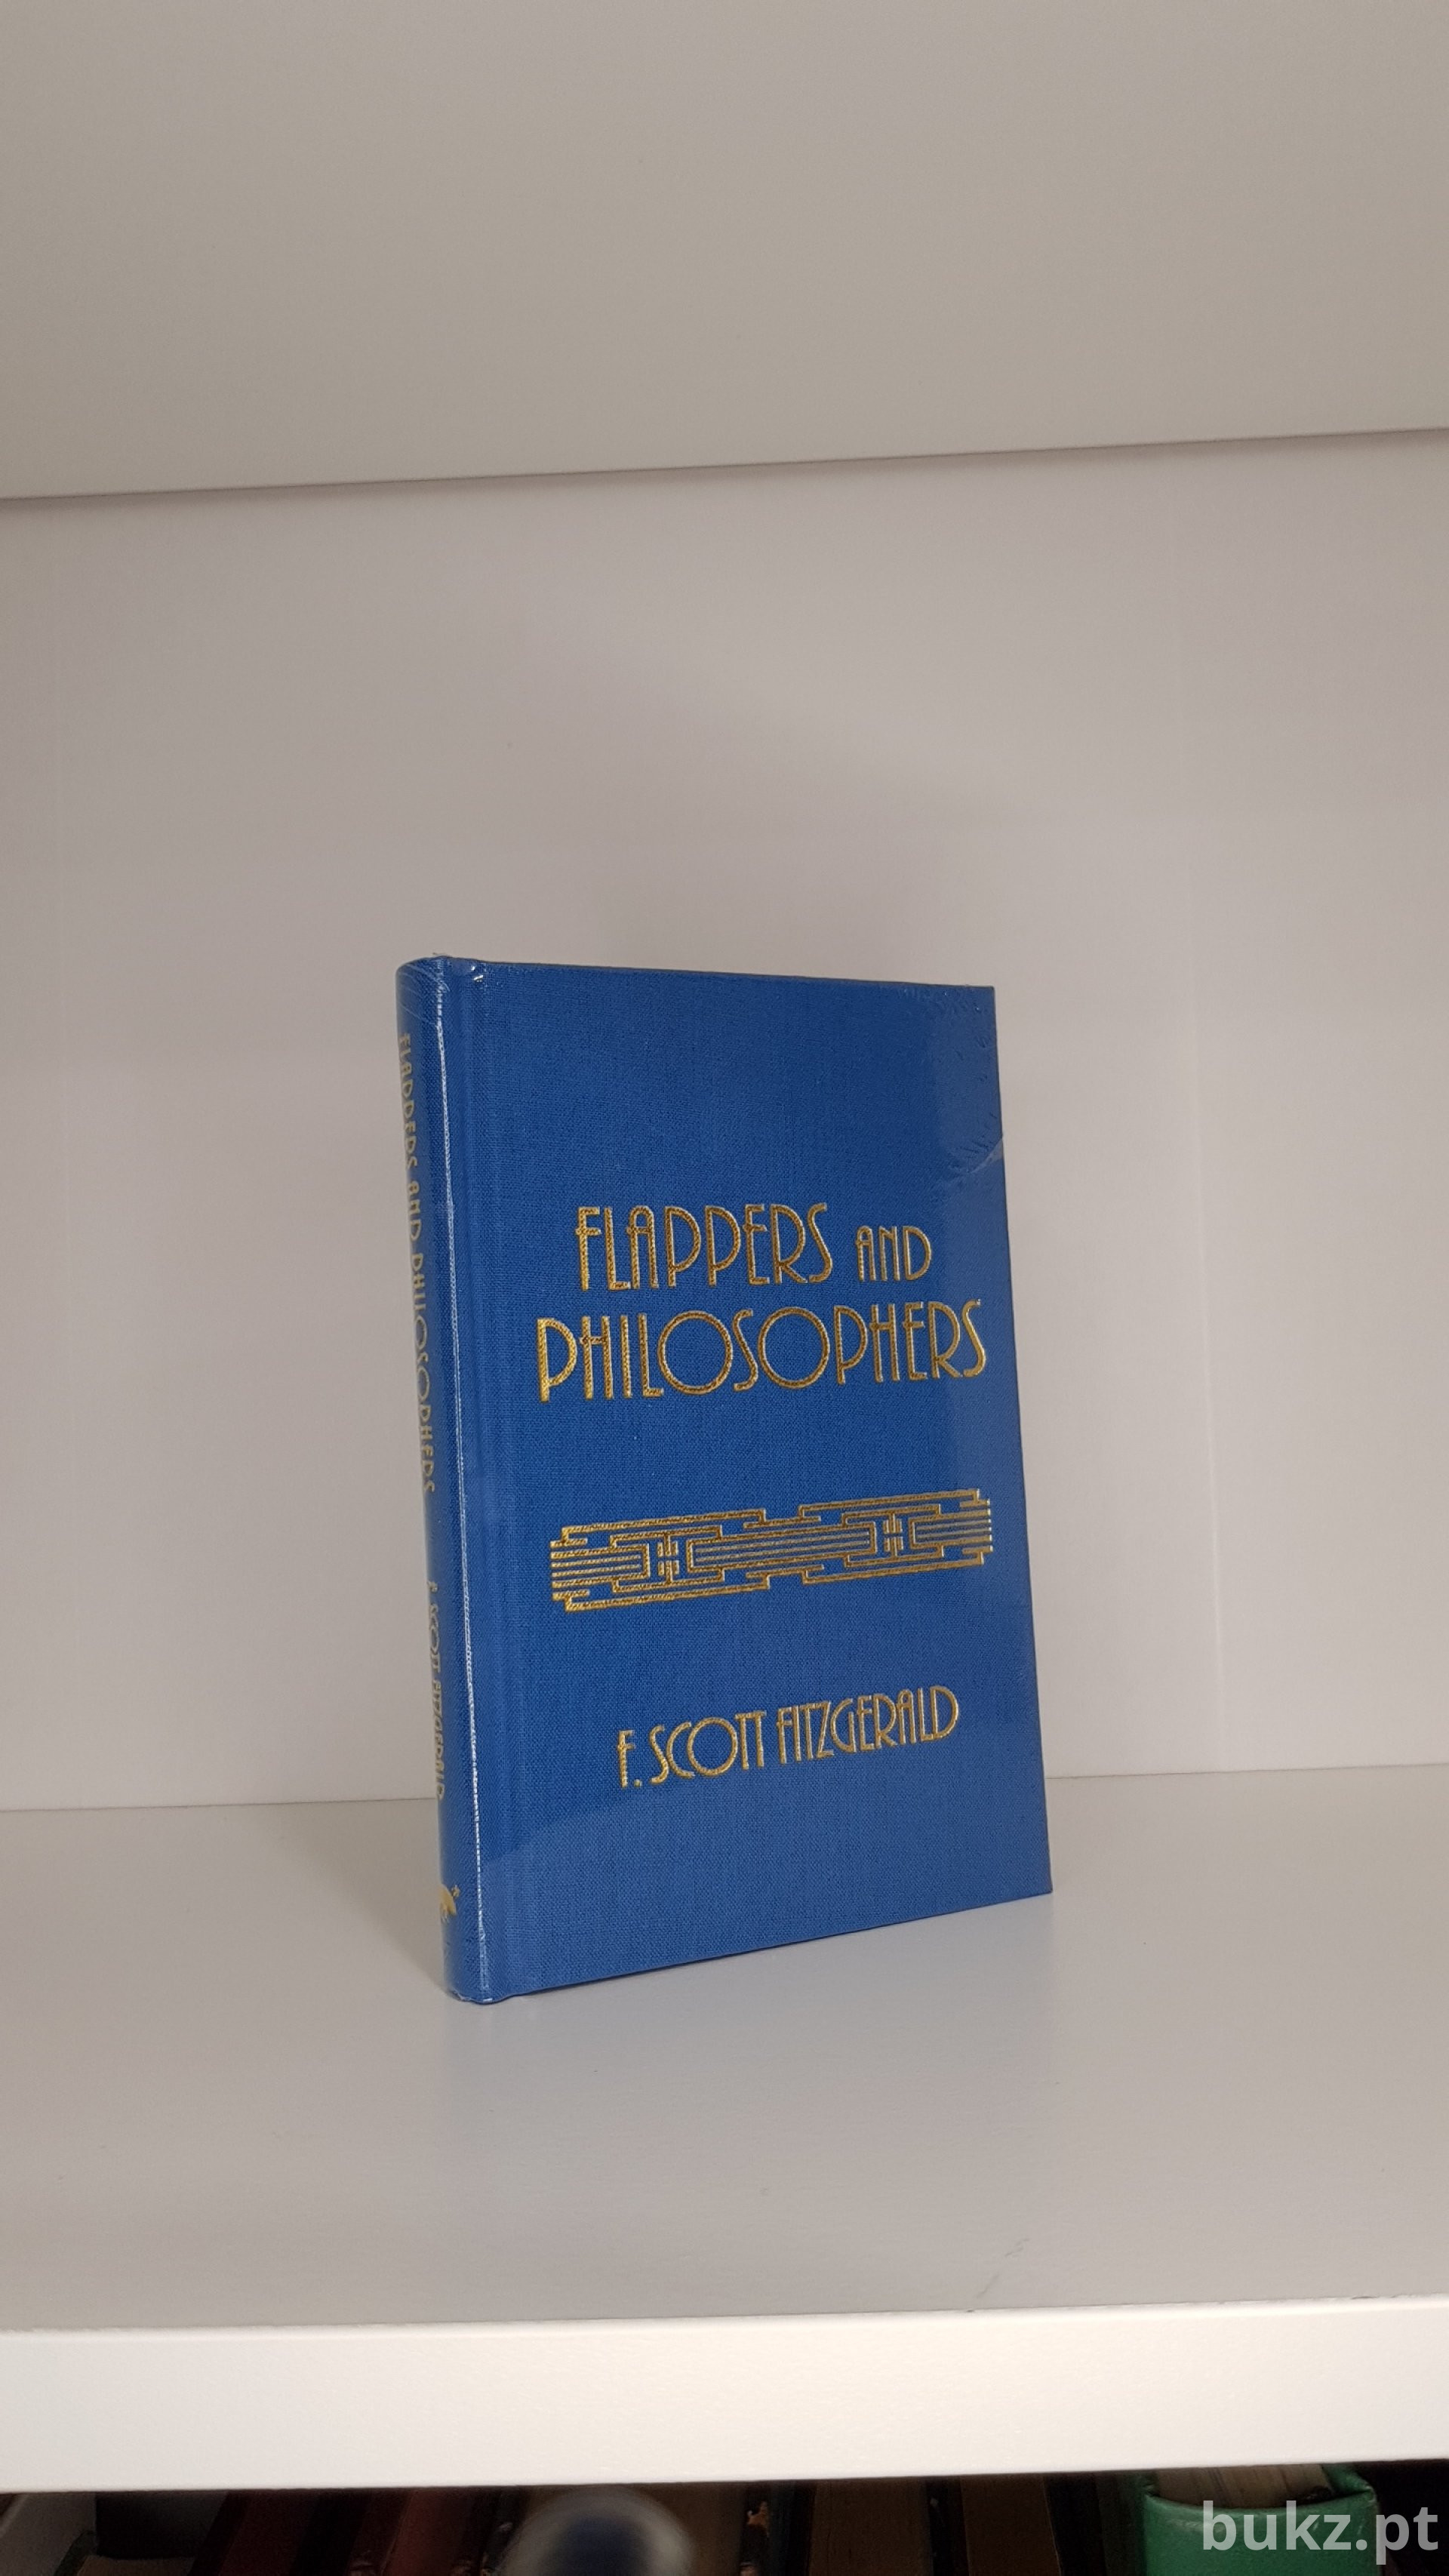 FLAPPERS AND
PHILOSOPHERS
F. SCOTT FITZGERALD
FLAPPERS AND PHILOSOPHERS F. SCOTT FITZGERALD
bukz.pt